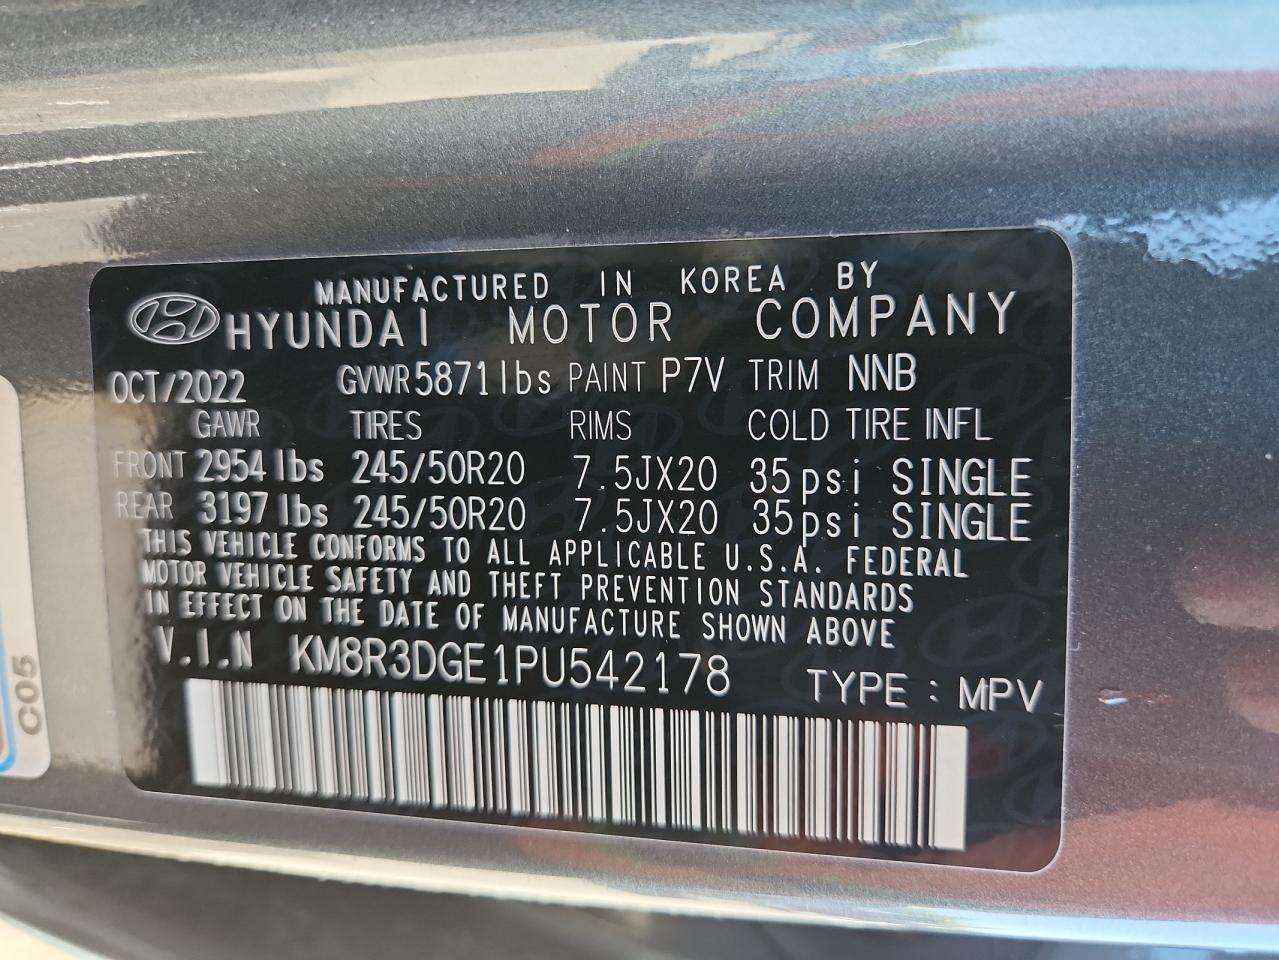 MANUFACTURED IN KOREA BY
HYUNDAI MOTOR COMPANY
OCT/2022 GVWR 5871lbs PAINT P7V TRIM NNB
GAWR TIRES RIMS COLD TIRE INFL
FRONT 2954 lbs 245/50R20 7.5JX20 35psi SINGLE
REAR 3197 lbs 245/50R20 7.5JX20 35psi SINGLE
THIS VEHICLE CONFORMS TO ALL APPLICABLE U.S.A. FEDERAL
MOTOR VEHICLE SAFETY AND THEFT PREVENTION STANDARDS
IN EFFECT ON THE DATE OF MANUFACTURE SHOWN ABOVE
V.I.N KM8R3DGE1PU542178 TYPE : MPV
C05